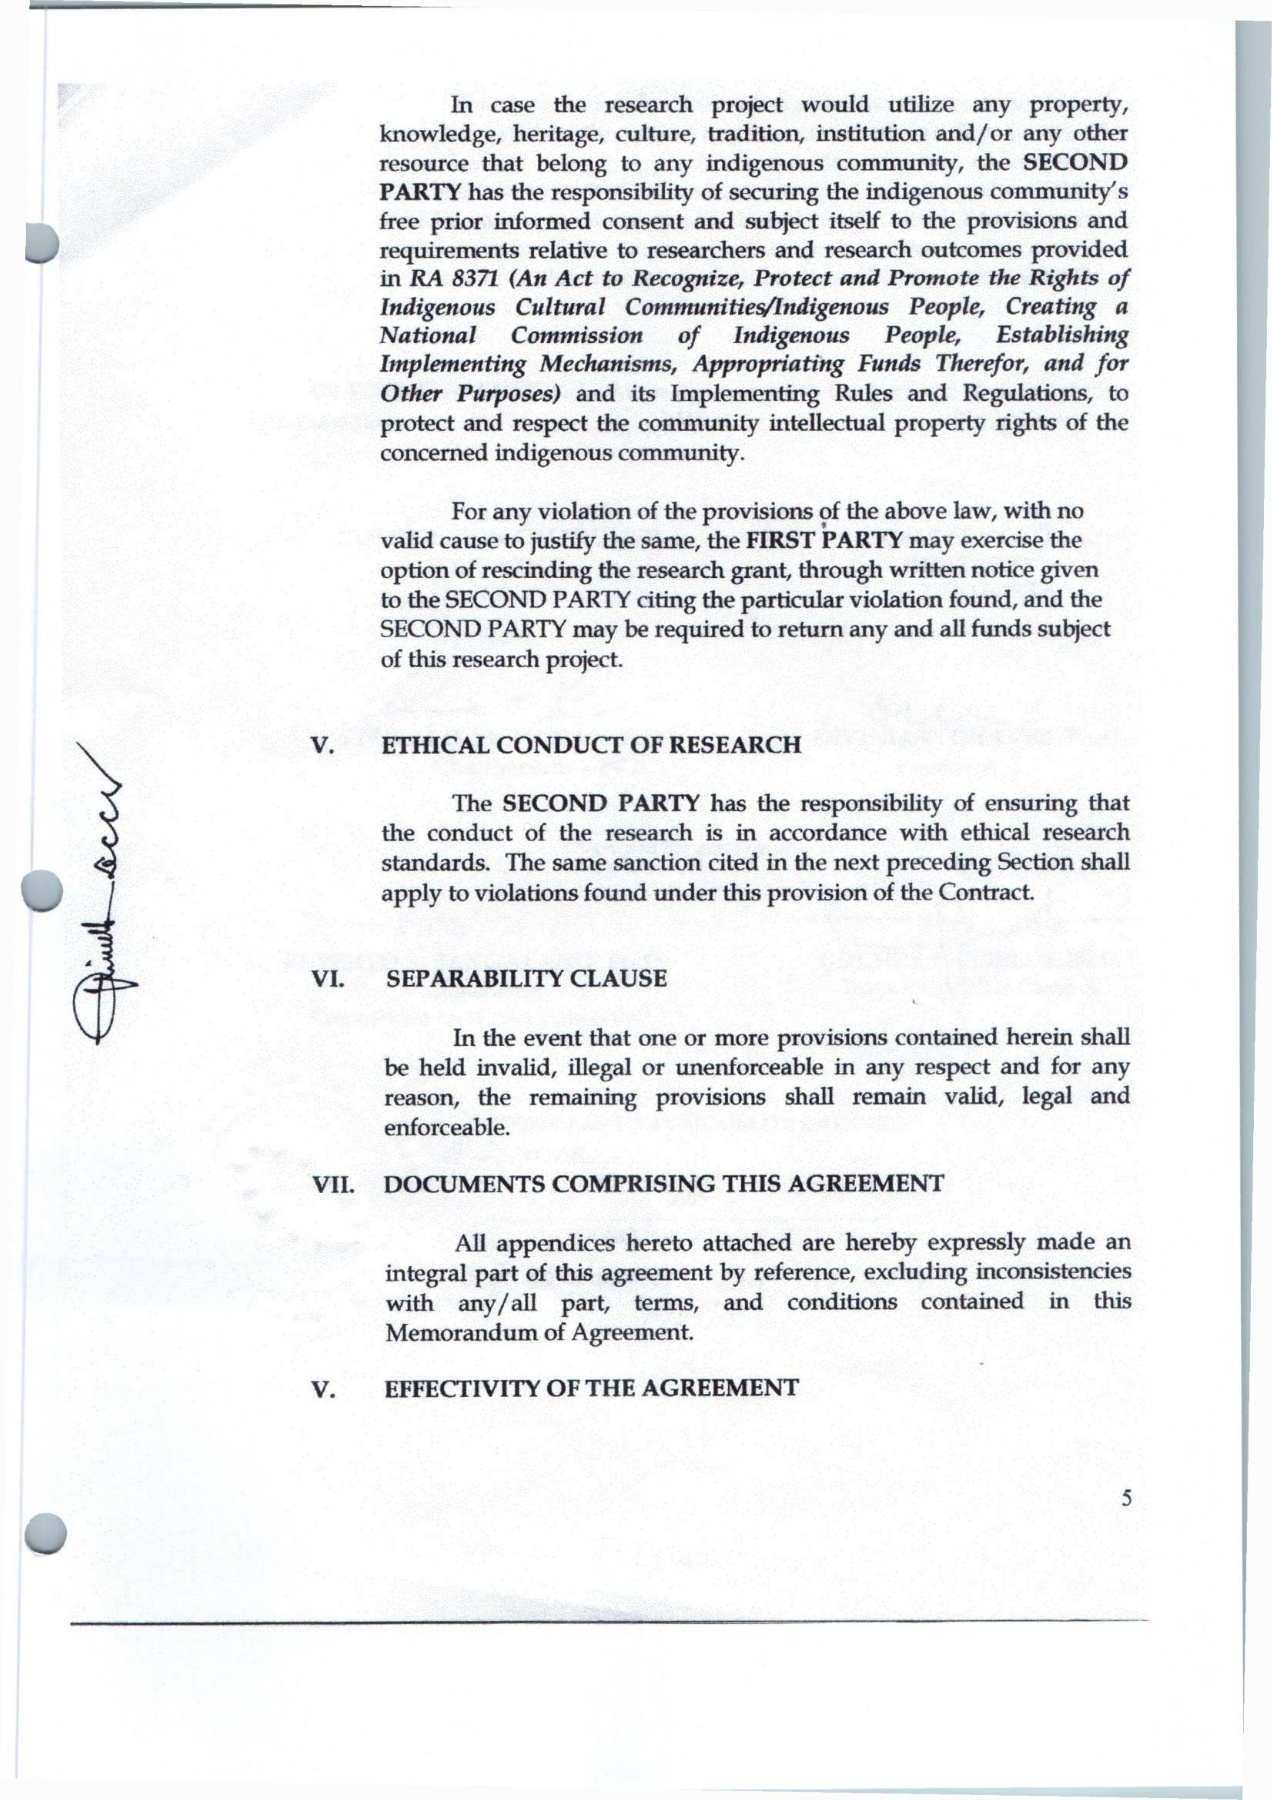 In case the research project would utilize any property,
knowledge, heritage, culture, tradition, institution and/or any other
resource that belong to any indigenous community, the SECOND
PARTY has the responsibility of securing the indigenous community's
free prior informed consent and subject itself to the provisions and
requirements relative to researchers and research outcomes provided
in RA 8371 (An Act to Recognize, Protect and Promote the Rights of
Indigenous Cultural Communities/Indigenous People, Creating a
National Commission of Indigenous People, Establishing
Implementing Mechanisms, Appropriating Funds Therefor, and for
Other Purposes) and its Implementing Rules and Regulations, to
protect and respect the community intellectual property rights of the
concerned indigenous community.
For any violation of the provisions of the above law, with no
valid cause to justify the same, the FIRST PARTY may exercise the
option of rescinding the research grant, through written notice given
to the SECOND PARTY citing the particular violation found, and the
SECOND PARTY may be required to return any and all funds subject
of this research project.
V. ETHICAL CONDUCT OF RESEARCH
The SECOND PARTY has the responsibility of ensuring that
the conduct of the research is in accordance with ethical research
standards. The same sanction cited in the next preceding Section shall
apply to violations found under this provision of the Contract.
VI. SEPARABILITY CLAUSE
In the event that one or more provisions contained herein shall
be held invalid, illegal or unenforceable in any respect and for any
reason, the remaining provisions shall remain valid, legal and
enforceable.
VII. DOCUMENTS COMPRISING THIS AGREEMENT
All appendices hereto attached are hereby expressly made an
integral part of this agreement by reference, excluding inconsistencies
with any/all part, terms, and conditions contained in this
Memorandum of Agreement.
V. EFFECTIVITY OF THE AGREEMENT
5